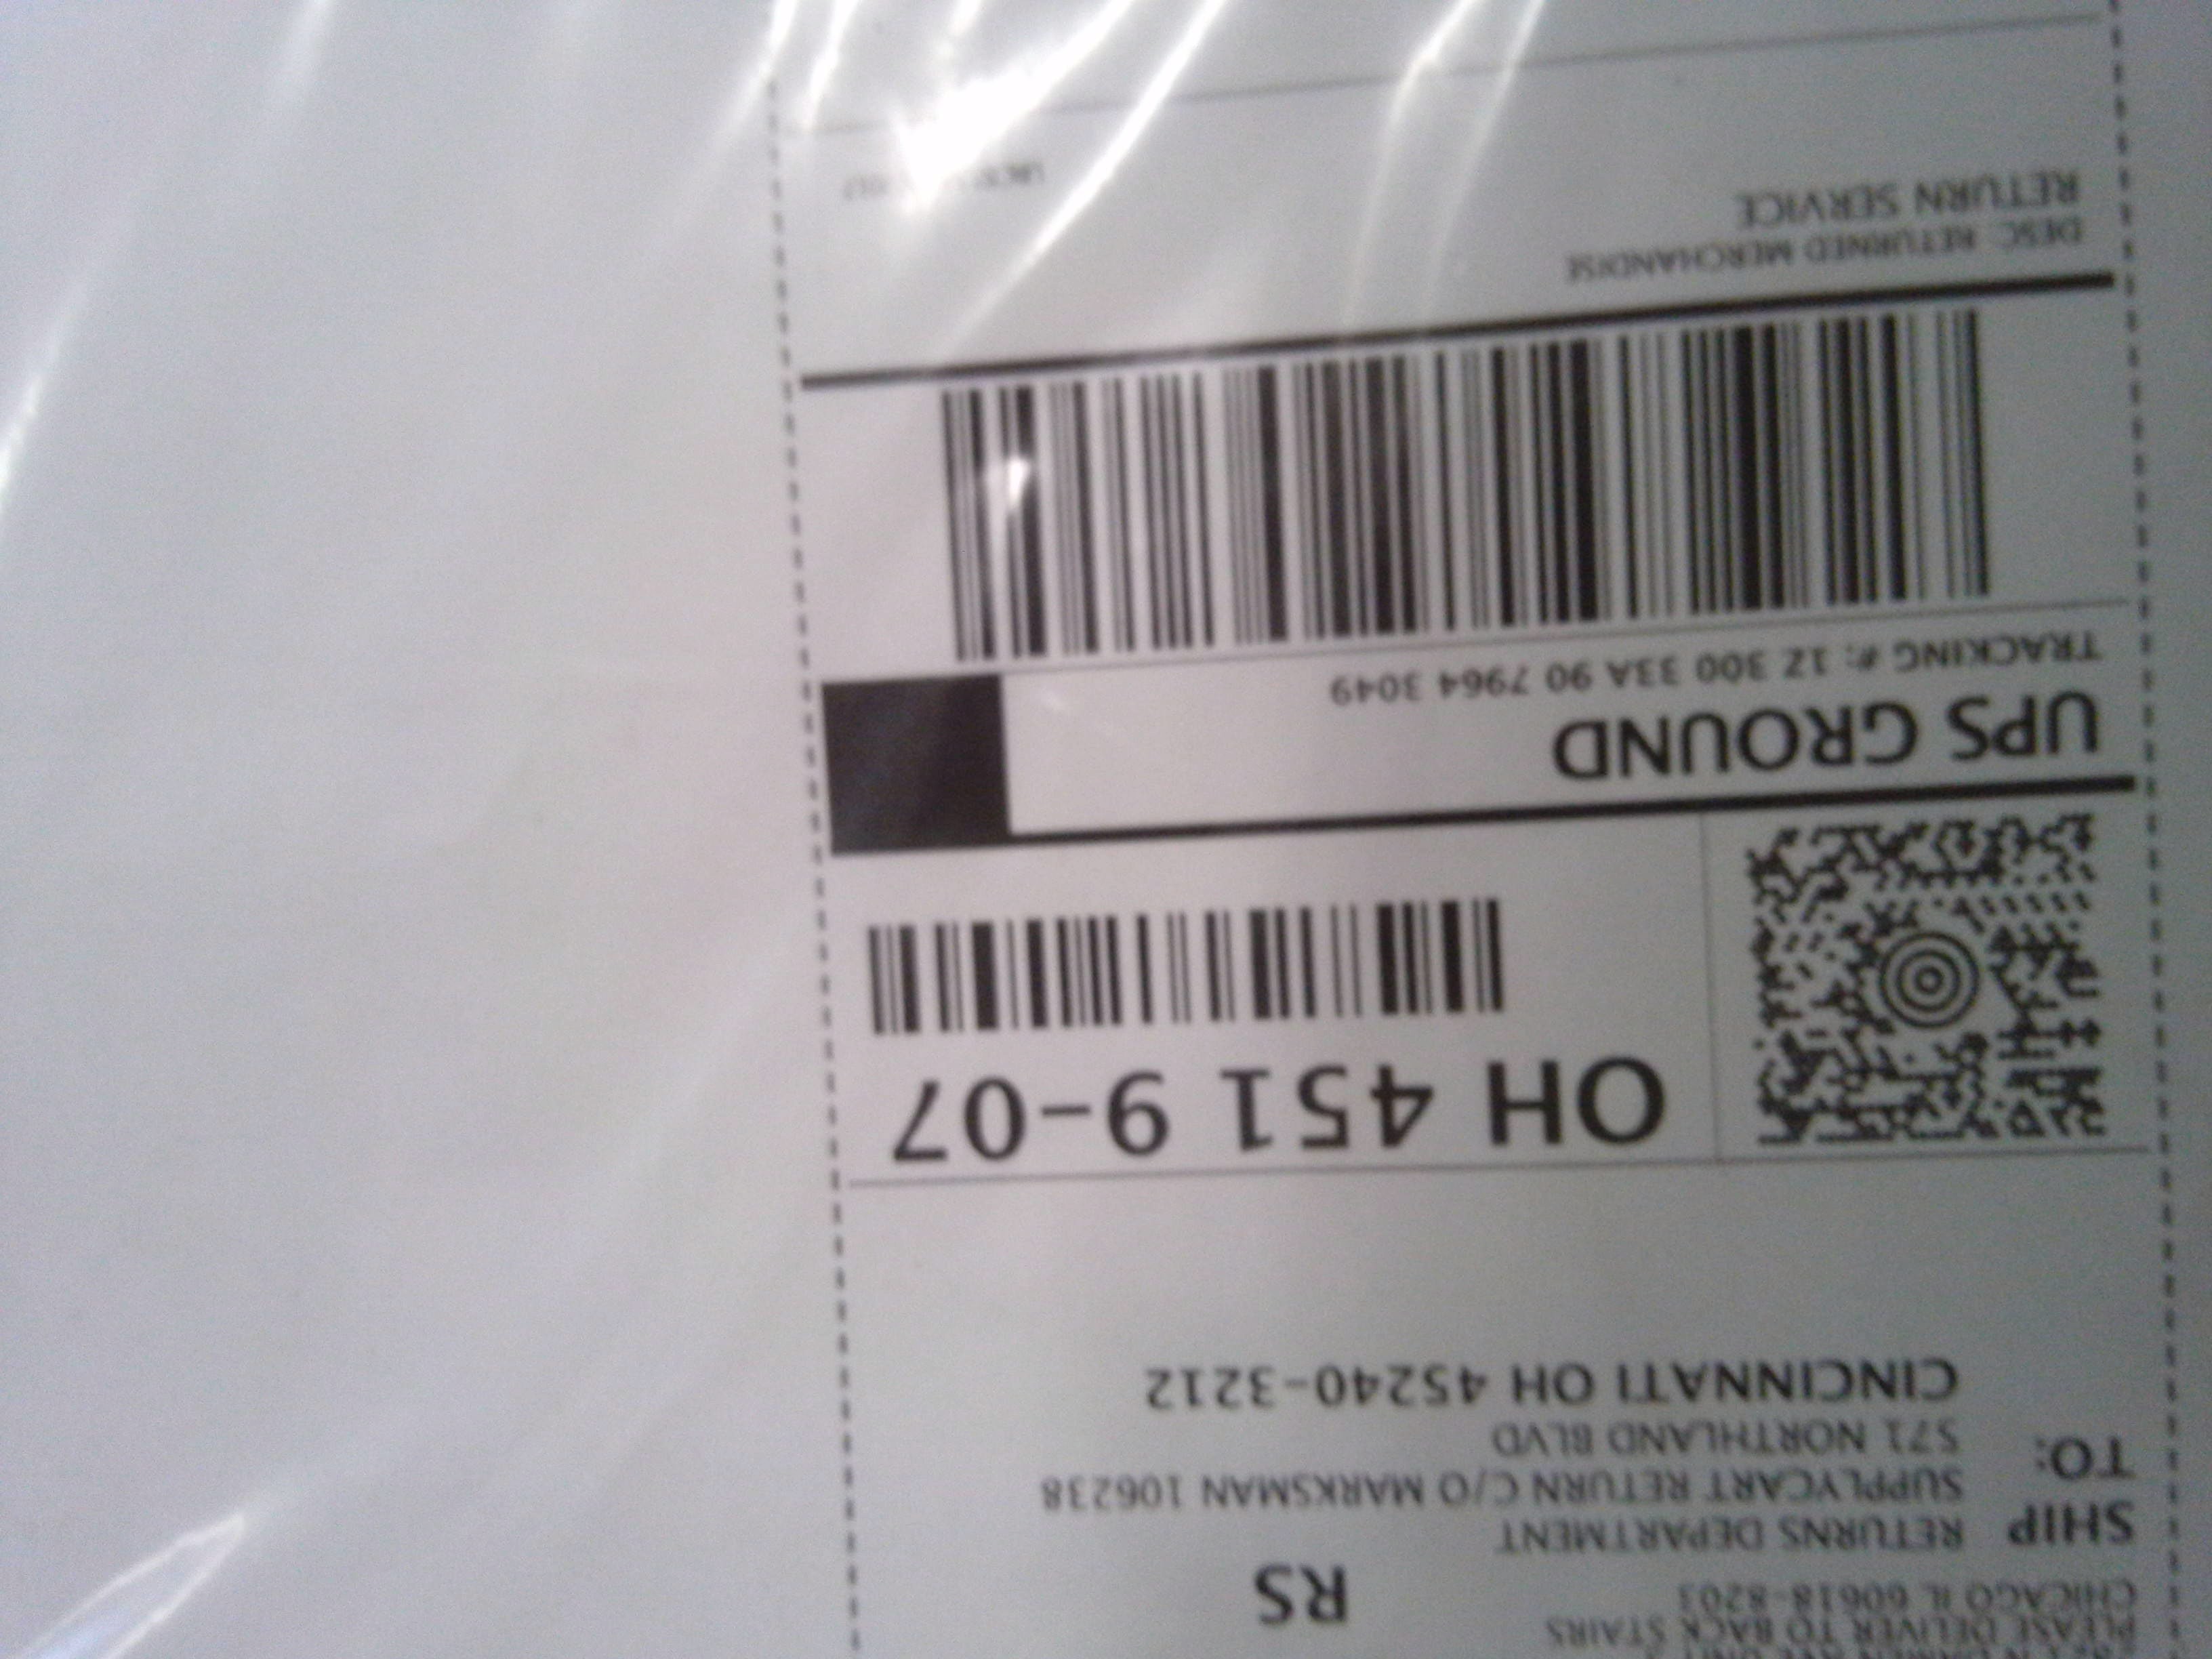 PLEASE DELIVER TO BACK STAIRS
CHICAGO IL 60618-8203
RS
SHIP TO:
RETURNS DEPARTMENT
SUPPLYCART RETURN C/O MARKSMAN 106238
571 NORTHLAND BLVD
CINCINNATI OH 45240-3212
OH 451 9-07
UPS GROUND
TRACKING #: 1Z 300 33A 90 7964 3049
DESC: RETURNED MERCHANDISE
RETURN SERVICE